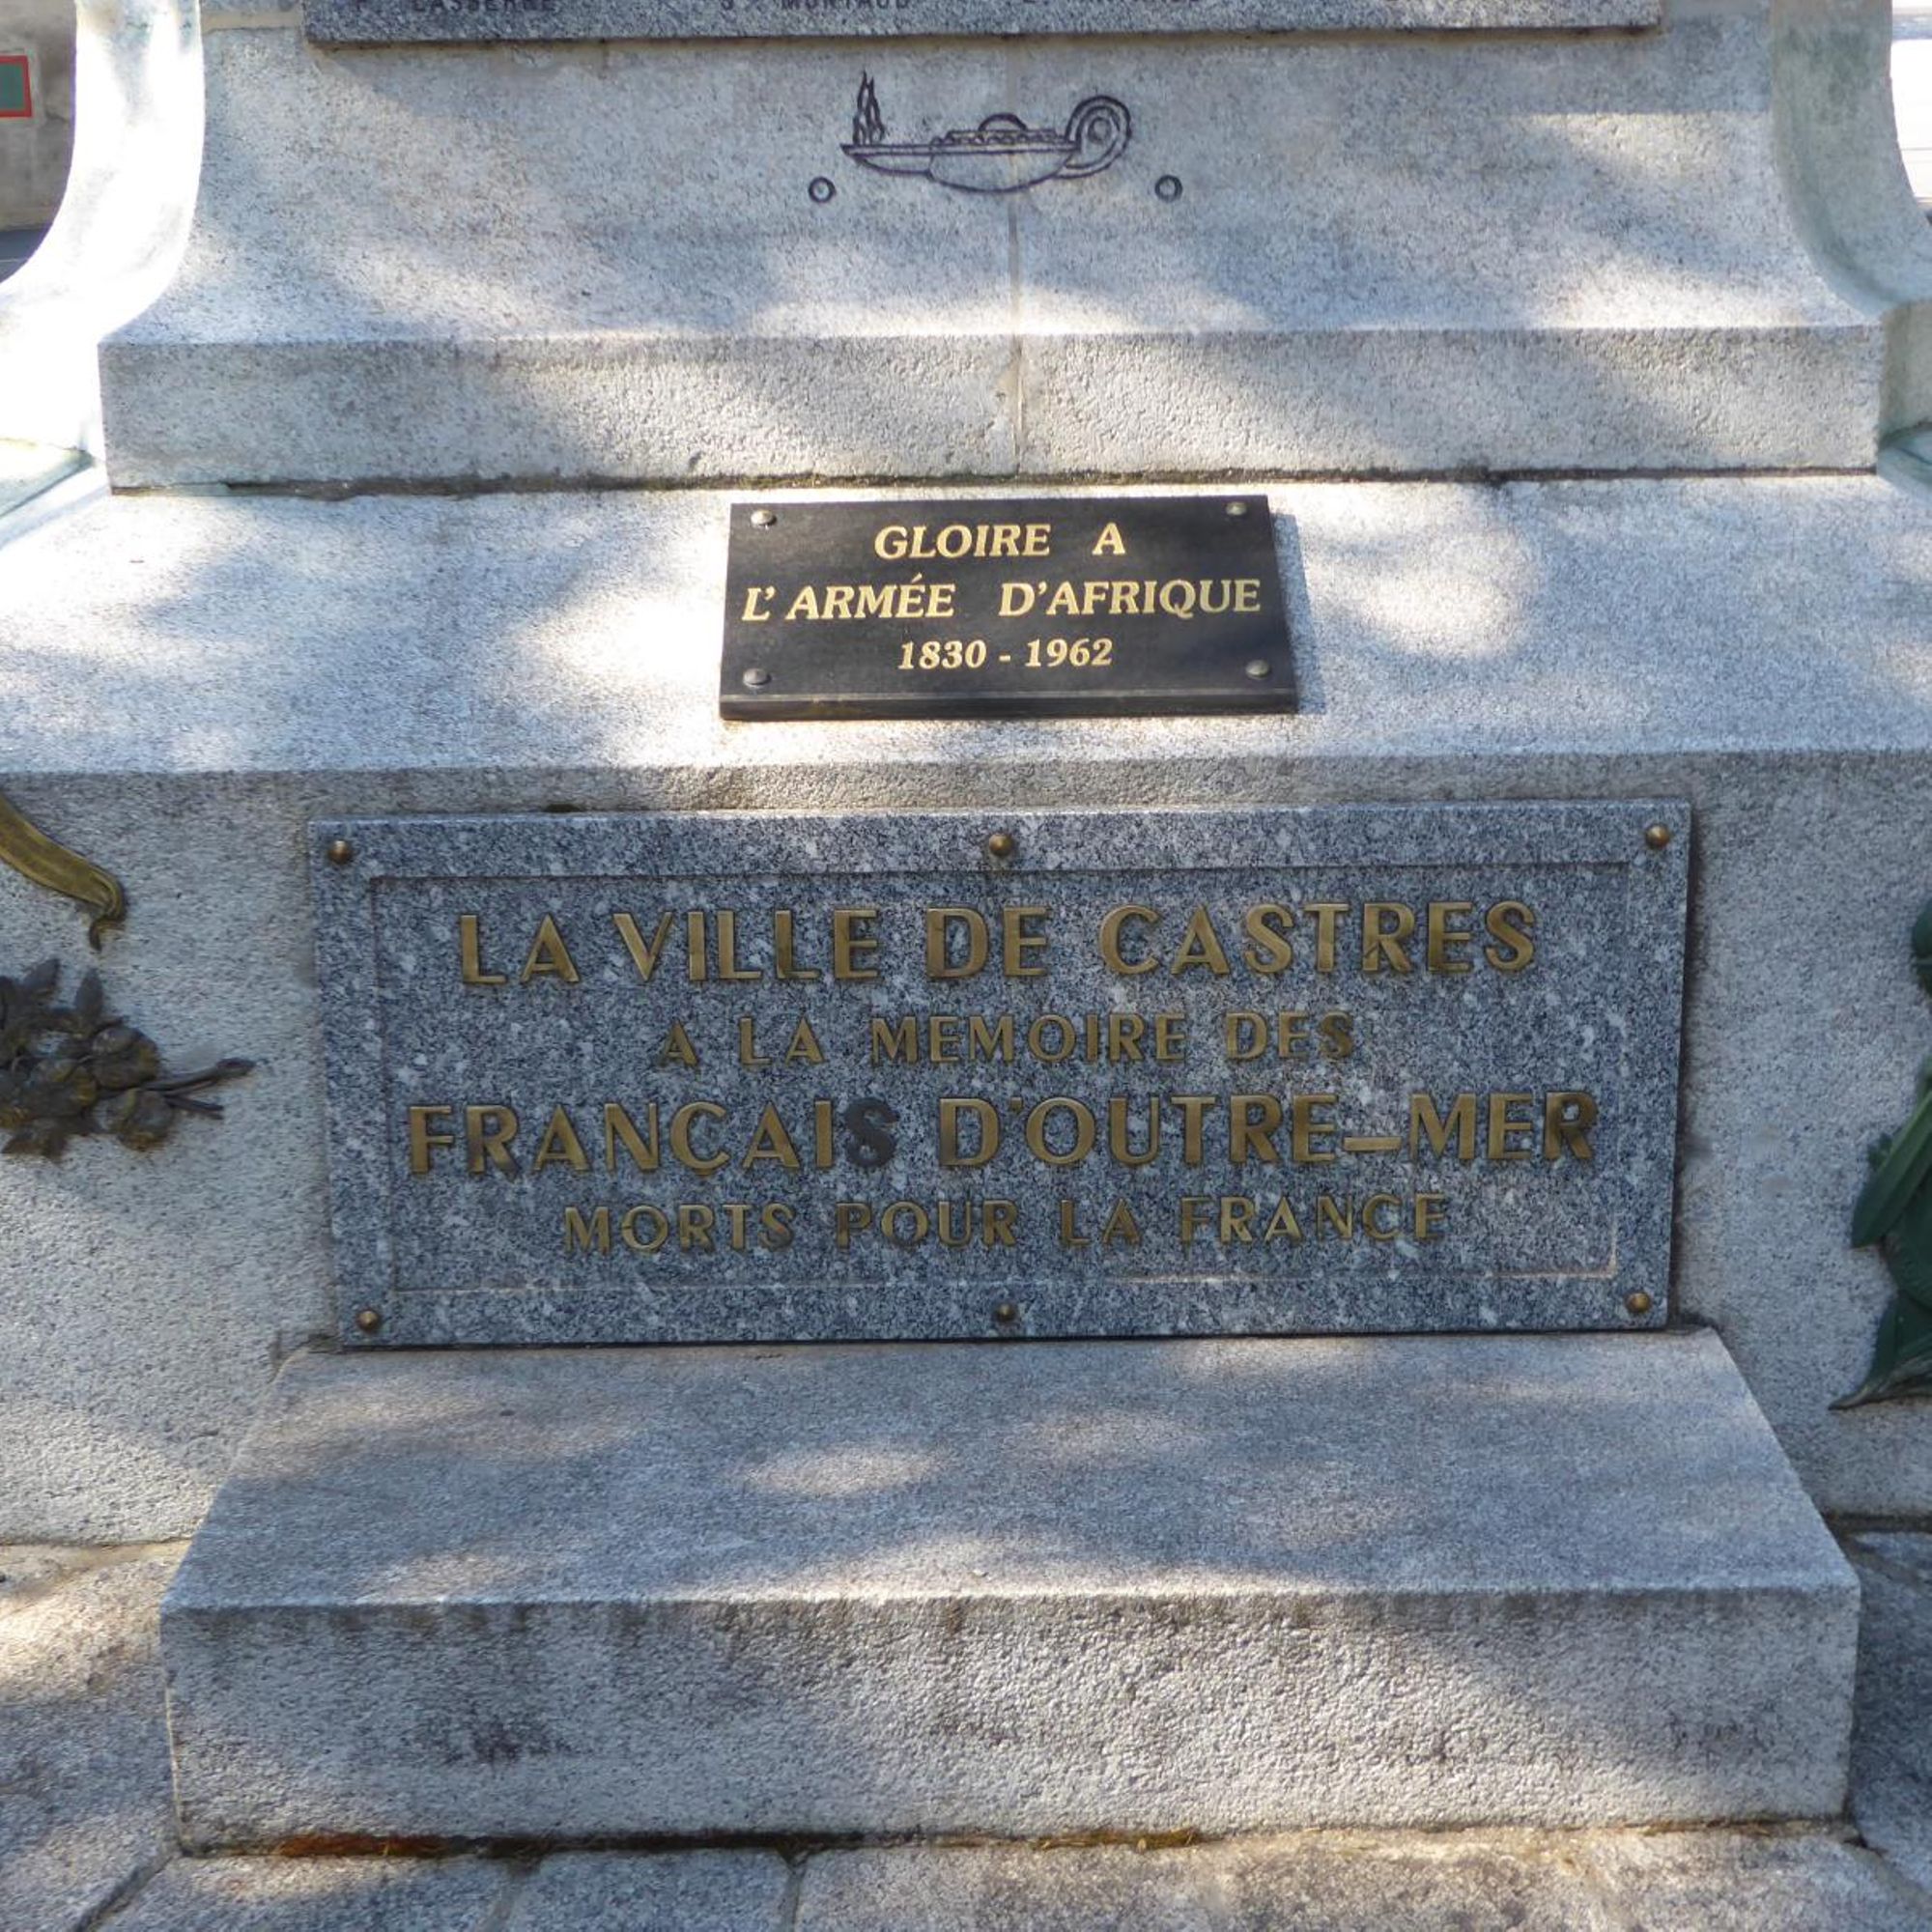 LASSERRE
GLOIRE A
L'ARMÉE D'AFRIQUE
1830 - 1962
LA VILLE DE CASTRES
A LA MEMOIRE DES
FRANCAIS D'OUTRE-MER
MORTS POUR LA FRANCE